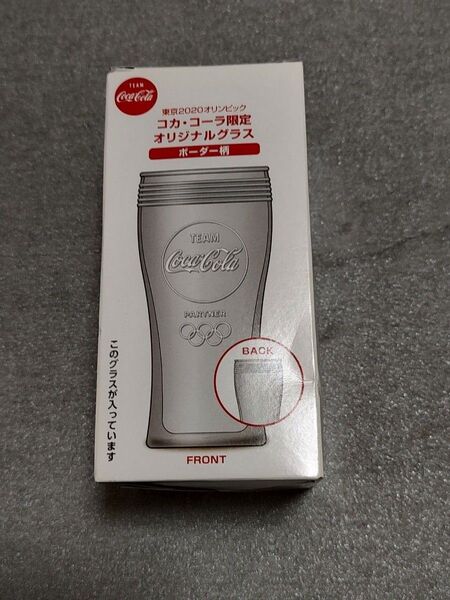 TEAM
Coca-Cola
東京2020オリンピック
コカ・コーラ限定
オリジナルグラス
ボーダー柄
TEAM
Coca-Cola
PARTNER
BACK
このグラスが入っています
FRONT